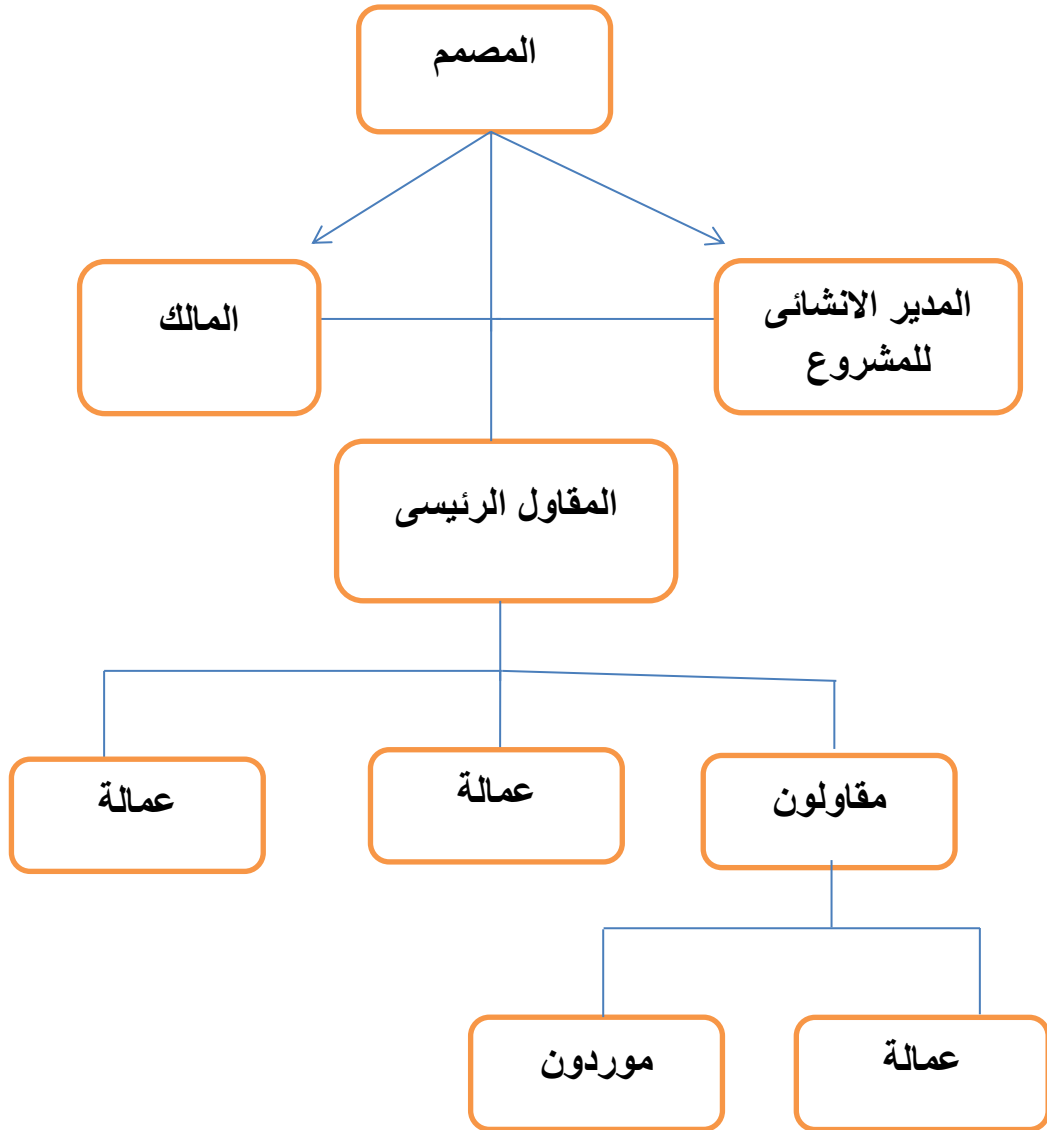 المصمم
المدير الانشائى
للمشروع
المالك
المقاول الرئيسى
مقاولون
عمالة
عمالة
عمالة
موردون